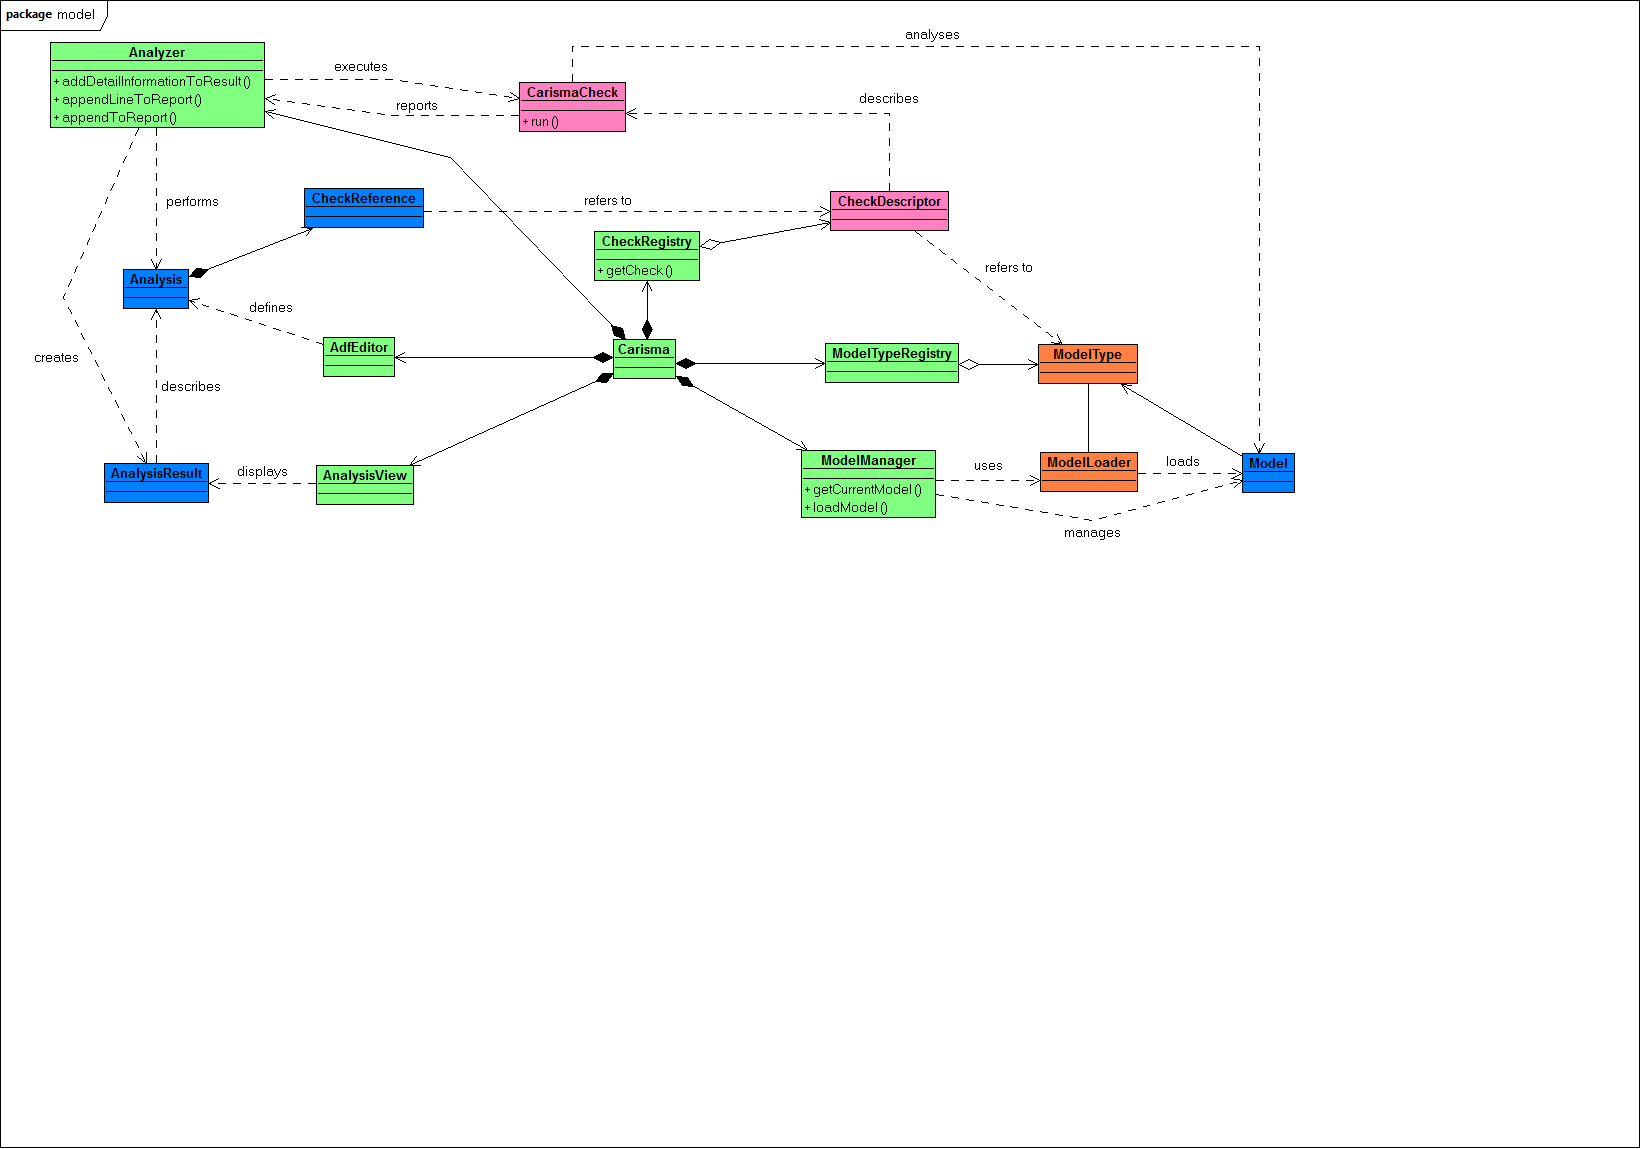 package model
analyses
Analyzer
+ addDetailInformationToResult()
+ appendLineToReport()
+ appendToReport()
executes
reports
CarismaCheck
+ run()
describes
performs
CheckReference
refers to
CheckDescriptor
CheckRegistry
+ getCheck()
refers to
Analysis
defines
AdfEditor
Carisma
ModelTypeRegistry
ModelType
creates
describes
AnalysisResult
displays
AnalysisView
ModelManager
+ getCurrentModel()
+ loadModel()
uses
ModelLoader
loads
Model
manages